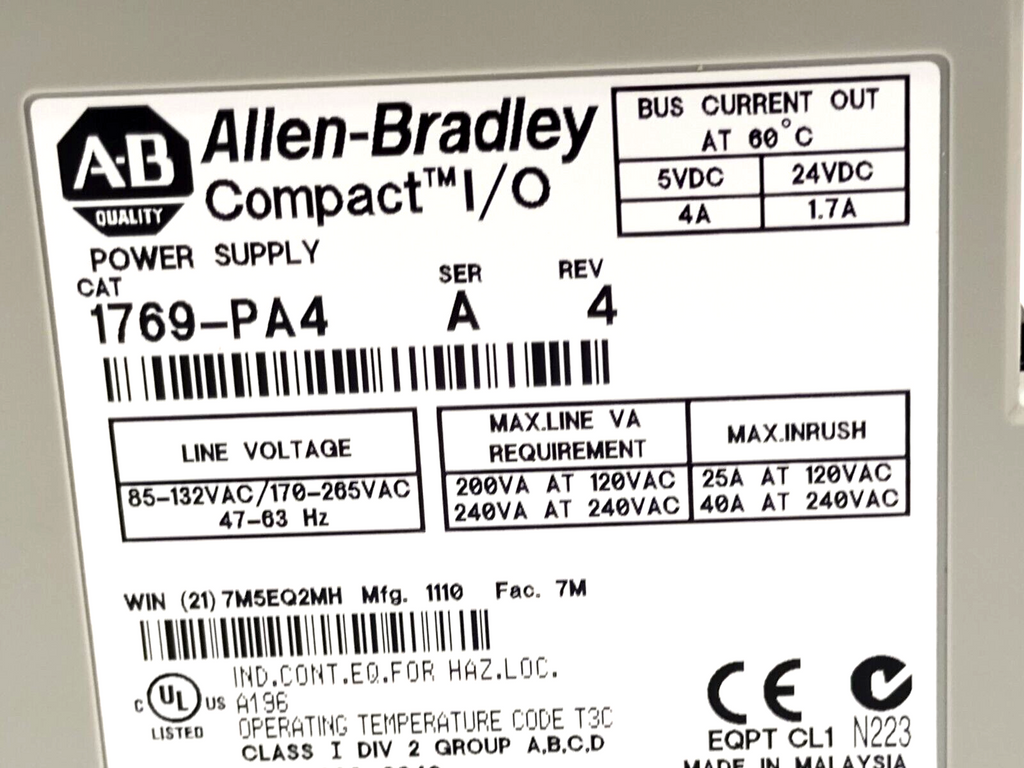 A-B
QUALITY
Allen-Bradley
Compact™ I/O
POWER SUPPLY
BUS CURRENT OUT
AT 60°C
5VDC 24VDC
4A 1.7A
CAT SER REV
1769-PA4 A 4
LINE VOLTAGE
85-132VAC/170-265VAC
47-63 Hz
MAX.LINE VA
REQUIREMENT
200VA AT 120VAC
240VA AT 240VAC
MAX.INRUSH
25A AT 120VAC
40A AT 240VAC
WIN (21) 7M5EQ2MH Mfg. 1110 Fac. 7M
C UL US
LISTED
IND.CONT.EQ.FOR HAZ.LOC.
A196
OPERATING TEMPERATURE CODE T3C
CLASS I DIV 2 GROUP A,B,C,D
CE
EQPT CL1 N223
MADE IN MALAYSIA